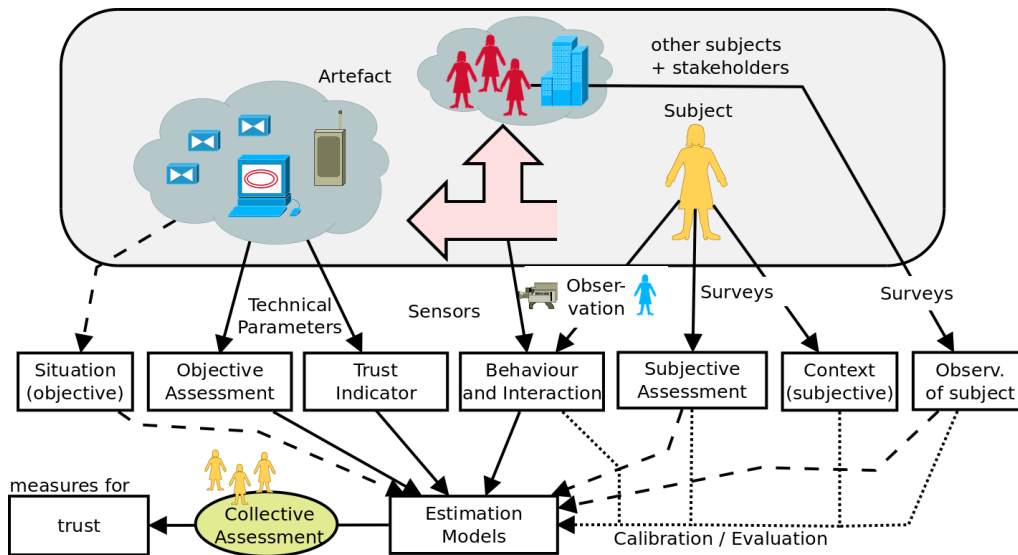 other subjects
+ stakeholders
Artefact
Subject
Obser-
vation
Technical
Parameters
Sensors
Surveys
Surveys
Situation
(objective)
Objective
Assessment
Trust
Indicator
Behaviour
and Interaction
Subjective
Assessment
Context
(subjective)
Observ.
of subject
measures for
trust
Collective
Assessment
Estimation
Models
Calibration / Evaluation